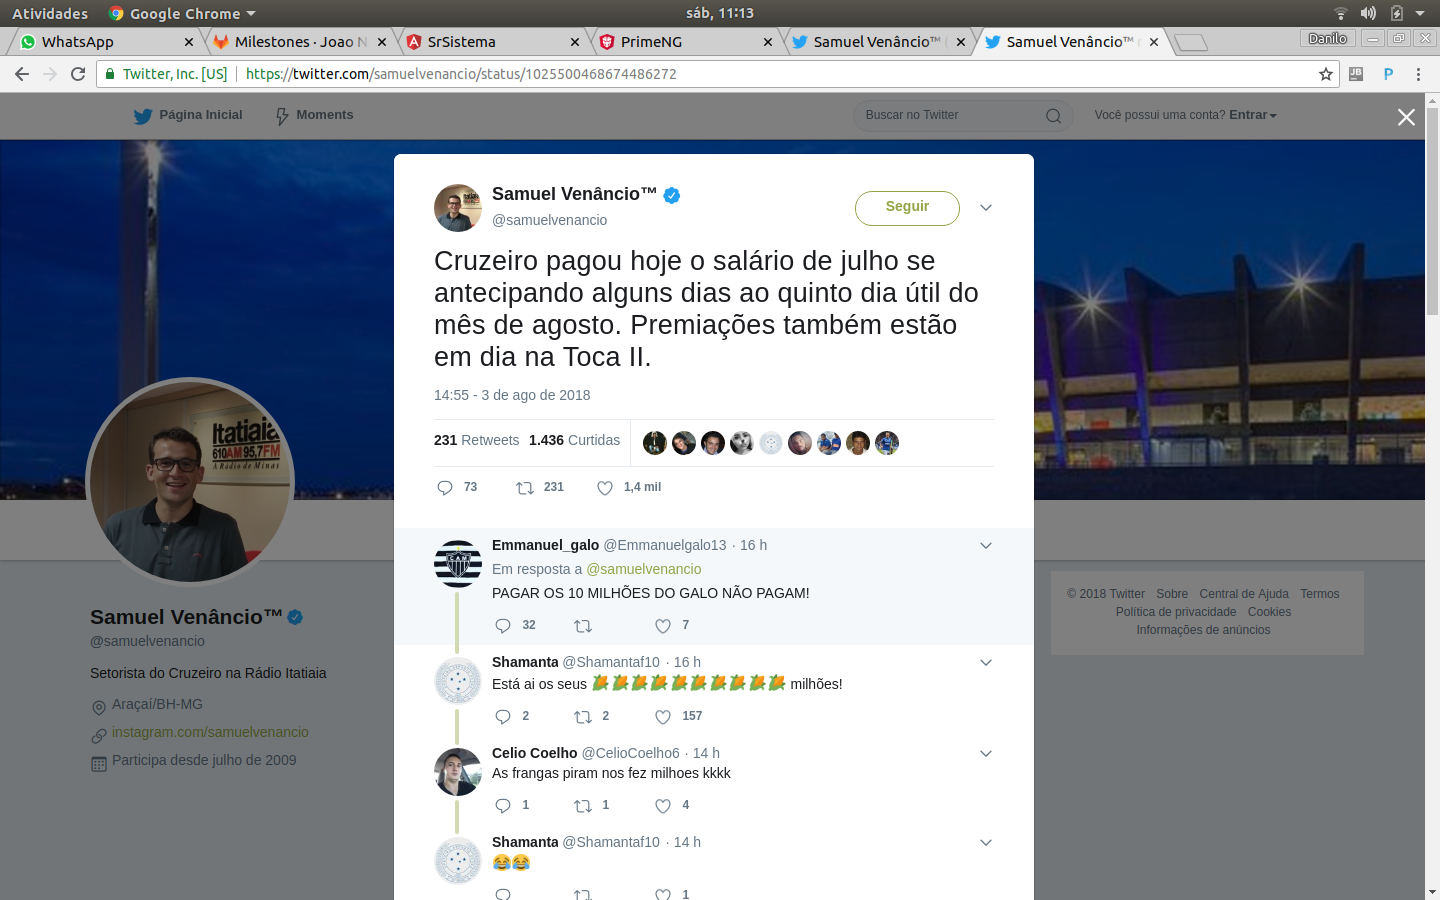 Atividades
Google Chrome
sáb, 11:13
WhatsApp
Milestones · Joao N
SrSistema
PrimeNG
Samuel Venâncio™
Samuel Venâncio™
Danilo
Twitter, Inc. [US]
https://twitter.com/samuelvenancio/status/1025500468674486272
Página Inicial
Moments
Buscar no Twitter
Você possui uma conta? Entrar
Samuel Venâncio™
@samuelvenancio
Seguir
Cruzeiro pagou hoje o salário de julho se
antecipando alguns dias ao quinto dia útil do
mês de agosto. Premiações também estão
em dia na Toca II.
14:55 - 3 de ago de 2018
231 Retweets 1.436 Curtidas
73 231 1,4 mil
Itatiaia
610AM 95,7FM
A Rádio de Minas
Samuel Venâncio™
@samuelvenancio
Setorista do Cruzeiro na Rádio Itatiaia
Araçaí/BH-MG
instagram.com/samuelvenancio
Participa desde julho de 2009
Emmanuel_galo @Emmanuelgalo13 · 16 h
Em resposta a @samuelvenancio
PAGAR OS 10 MILHÕES DO GALO NÃO PAGAM!
32 7
CAM
Shamanta @Shamantaf10 · 16 h
Está ai os seus 🌽🌽🌽🌽🌽🌽🌽🌽🌽🌽 milhões!
2 2 157
Celio Coelho @CelioCoelho6 · 14 h
As frangas piram nos fez milhoes kkkk
1 1 4
Shamanta @Shamantaf10 · 14 h
😂😂
1
© 2018 Twitter Sobre Central de Ajuda Termos
Política de privacidade Cookies
Informações de anúncios